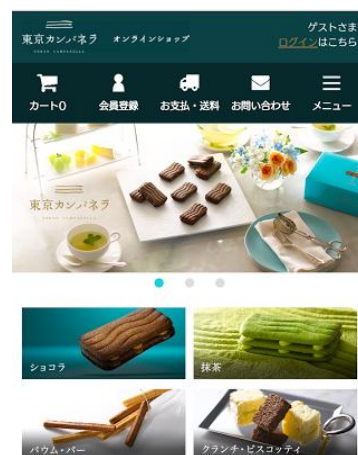 東京カンパネラ オンラインショップ
TOKYO CAMPANELLA
ゲストさま
ログインはこちら
カート0 会員登録 お支払・送料 お問い合わせ メニュー
東京カンパネラ
TOKYO CAMPANELLA
ショコラ
抹茶
バウム・バー
クランチ・ビスコッティ